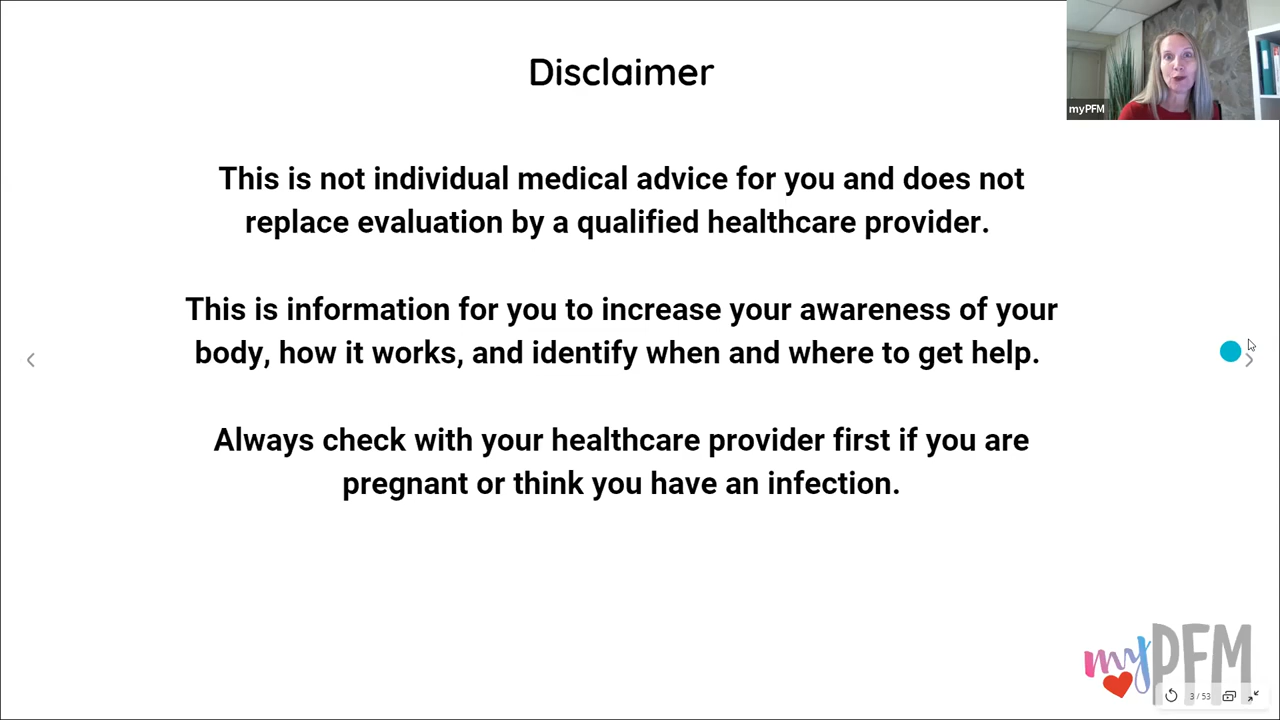 Disclaimer
myPFM
This is not individual medical advice for you and does not
replace evaluation by a qualified healthcare provider.
This is information for you to increase your awareness of your
body, how it works, and identify when and where to get help.
Always check with your healthcare provider first if you are
pregnant or think you have an infection.
myPFM
3 / 53